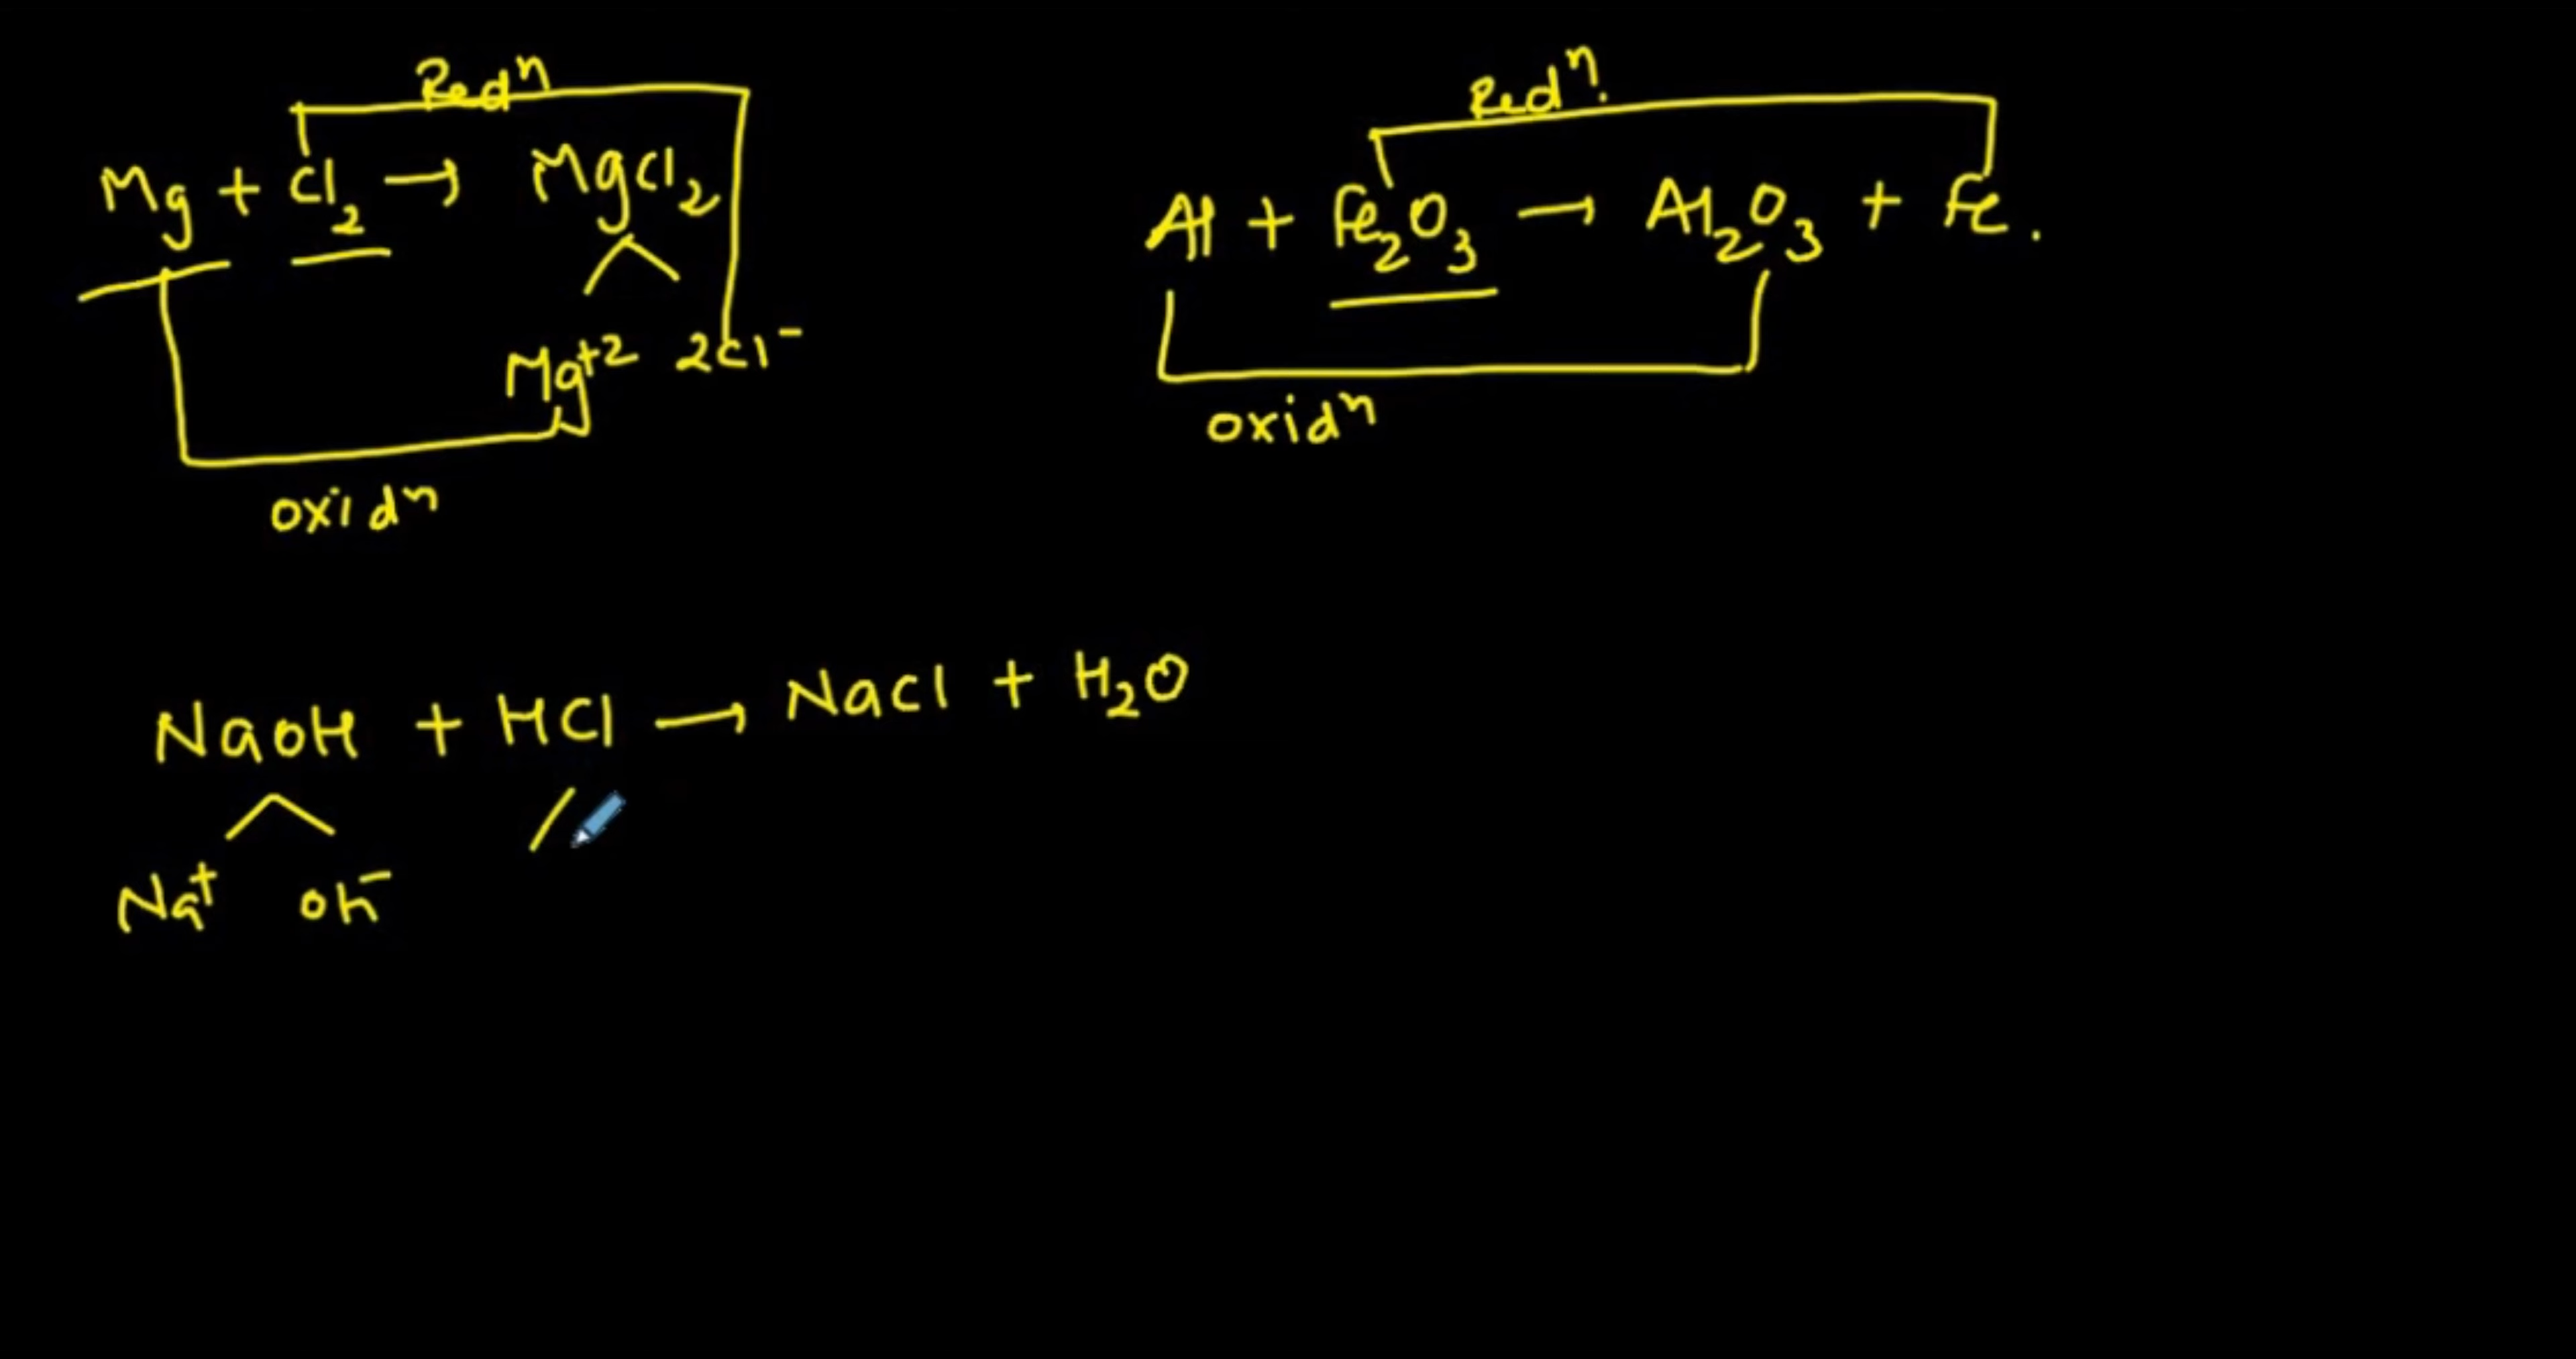 Redⁿ
Mg + Cl₂ → MgCl₂
Mg⁺² 2Cl⁻
oxidⁿ
Redⁿ.
Al + Fe₂O₃ → Al₂O₃ + Fe.
oxidⁿ
NaOH + HCl → NaCl + H₂O
Na⁺ OH⁻